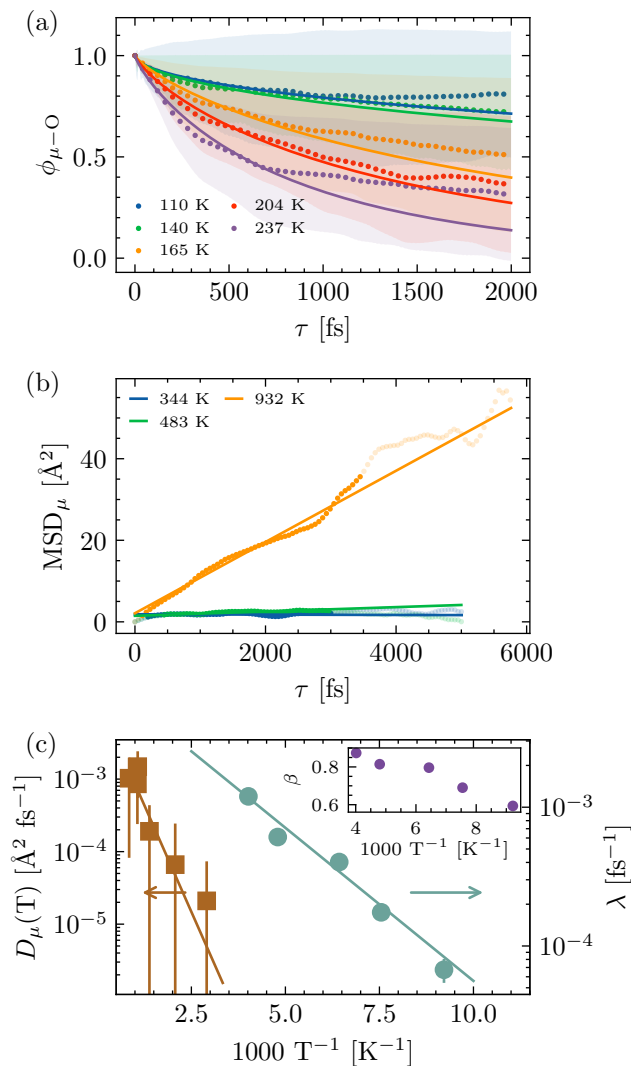 (a)
1.0
0.5
0.0
ϕμ−O
110 K
140 K
165 K
204 K
237 K
0 500 1000 1500 2000
τ [fs]
(b)
344 K
483 K
932 K
40
20
0
MSDμ [Å²]
0 2000 4000 6000
τ [fs]
(c)
10⁻³
10⁻⁴
10⁻⁵
Dμ(T) [Å² fs⁻¹]
0.8
0.6
β
4 6 8
1000 T⁻¹ [K⁻¹]
10⁻³
10⁻⁴
λ [fs⁻¹]
2.5 5.0 7.5 10.0
1000 T⁻¹ [K⁻¹]